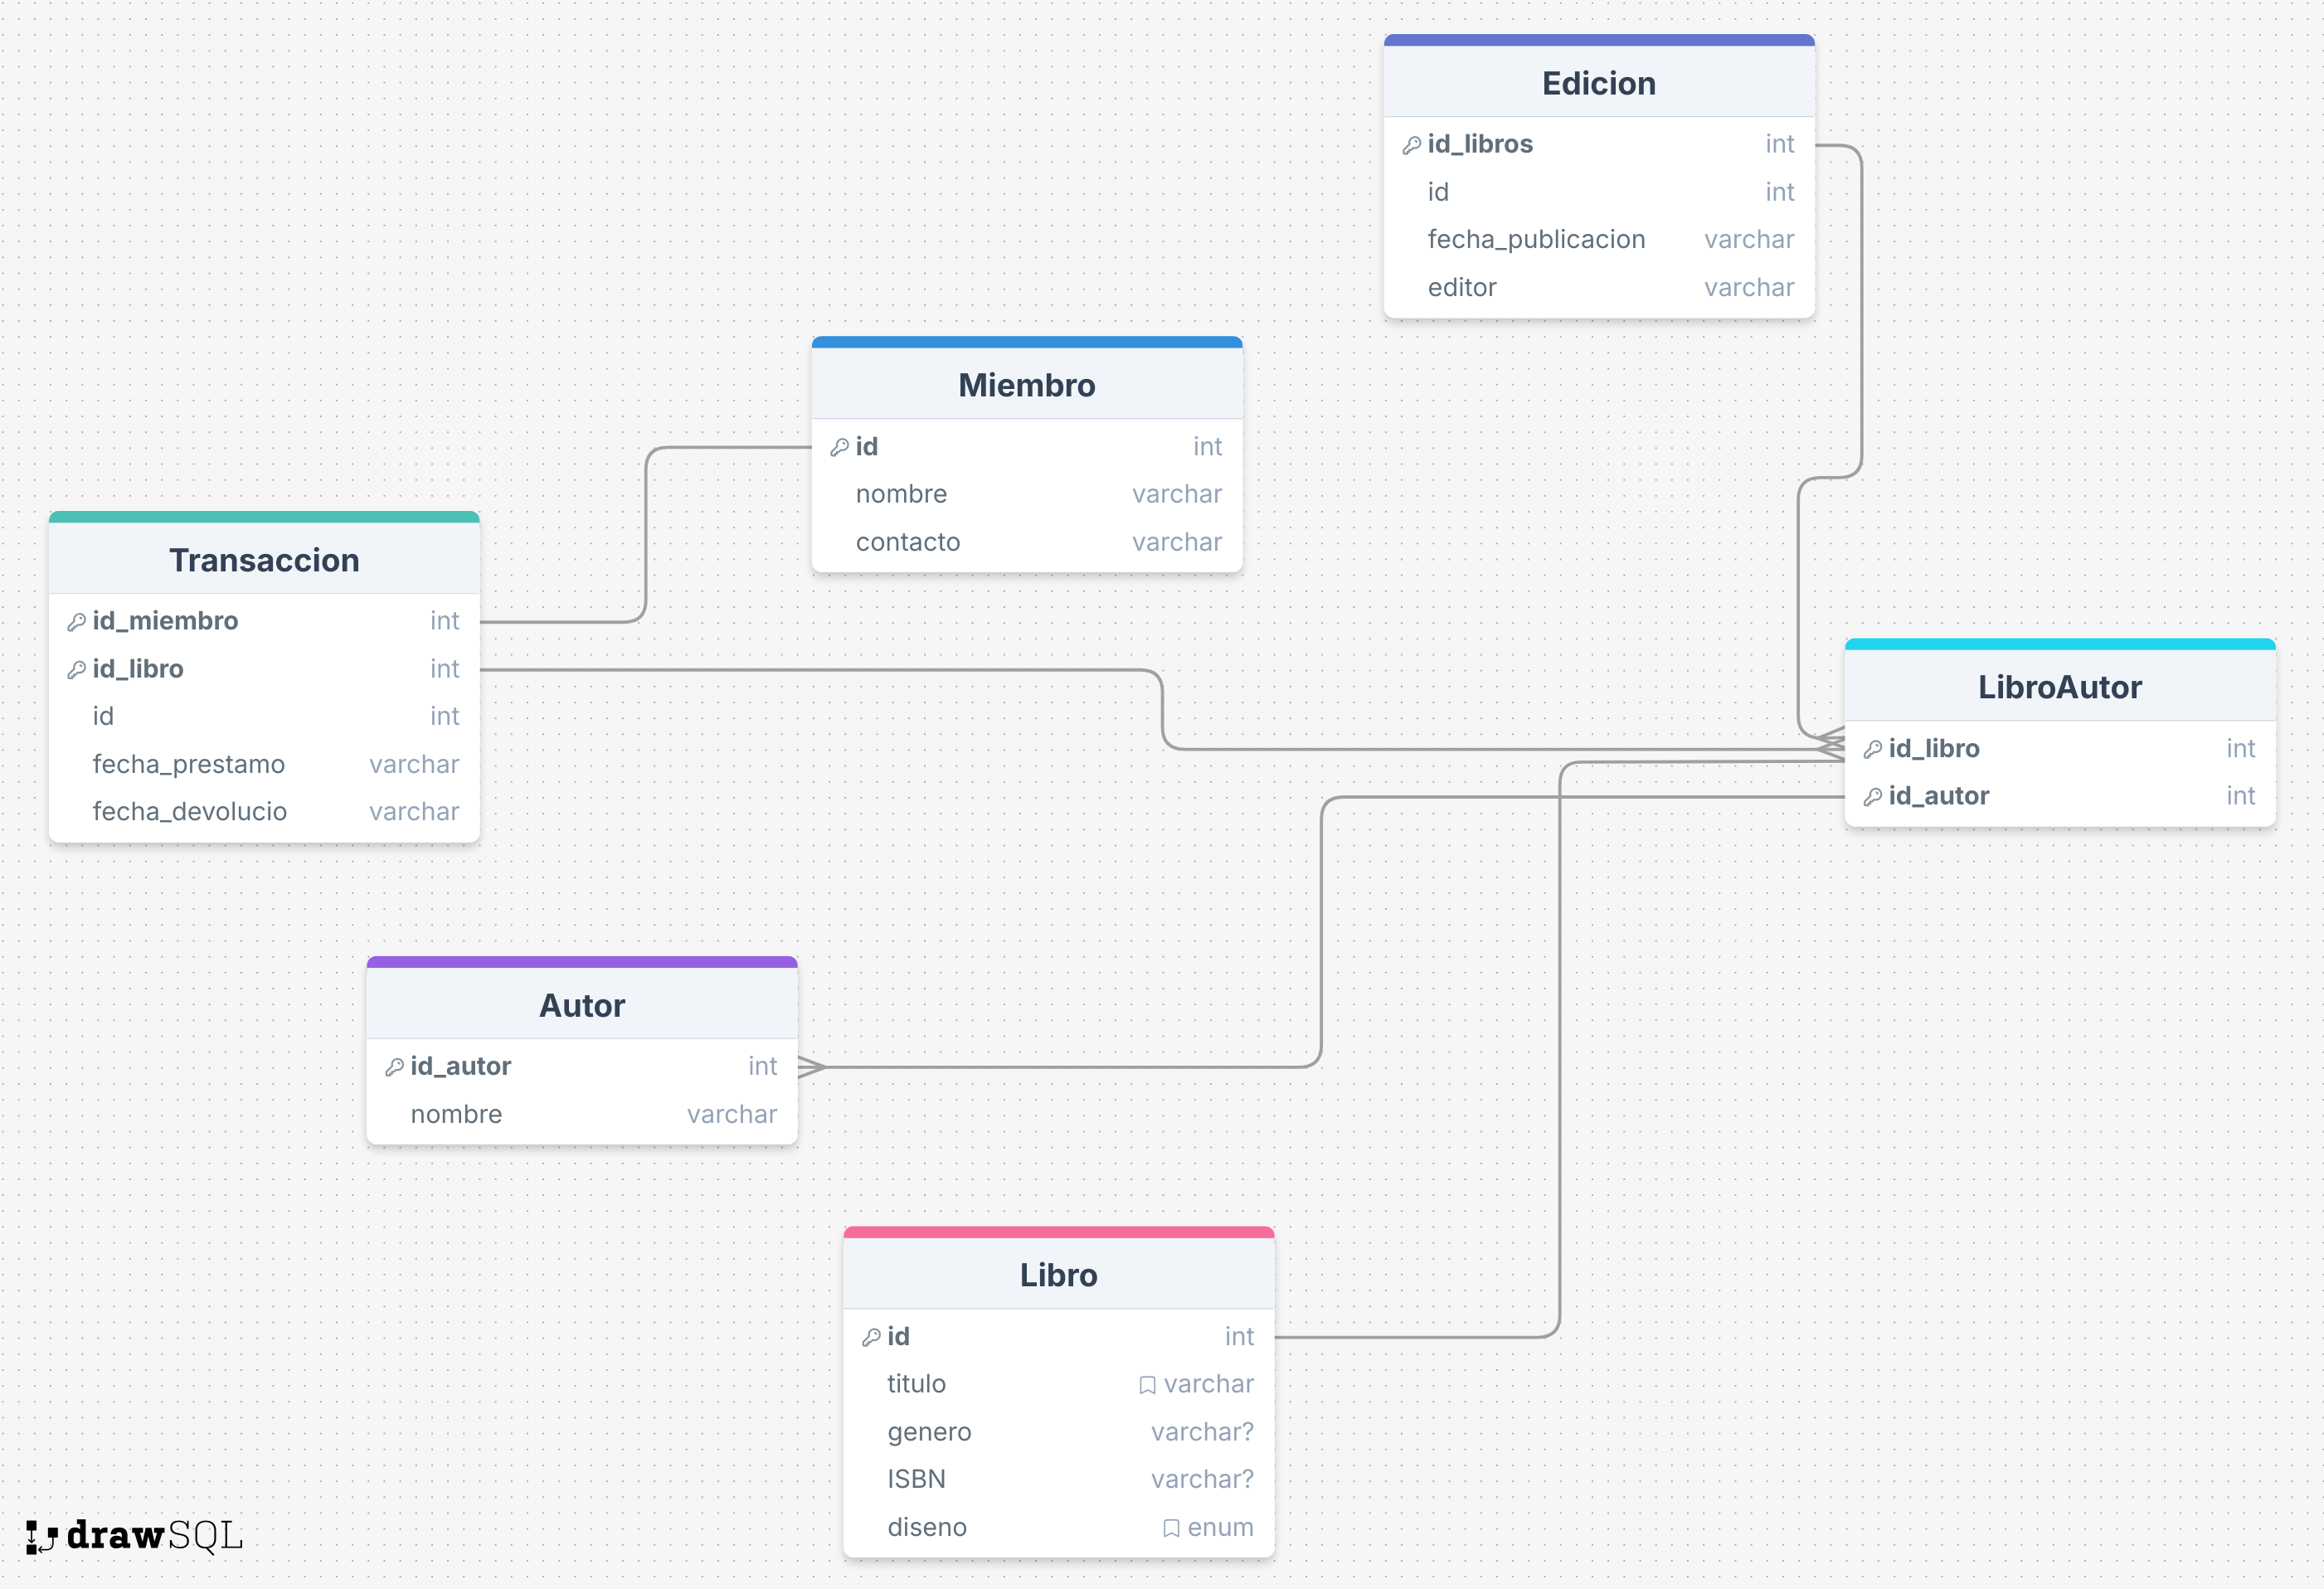 Edicion
id_libros int
id int
fecha_publicacion varchar
editor varchar
Miembro
id int
nombre varchar
contacto varchar
Transaccion
id_miembro int
id_libro int
id int
fecha_prestamo varchar
fecha_devolucio varchar
LibroAutor
id_libro int
id_autor int
Autor
id_autor int
nombre varchar
Libro
id int
titulo varchar
genero varchar?
ISBN varchar?
diseno enum
drawSQL